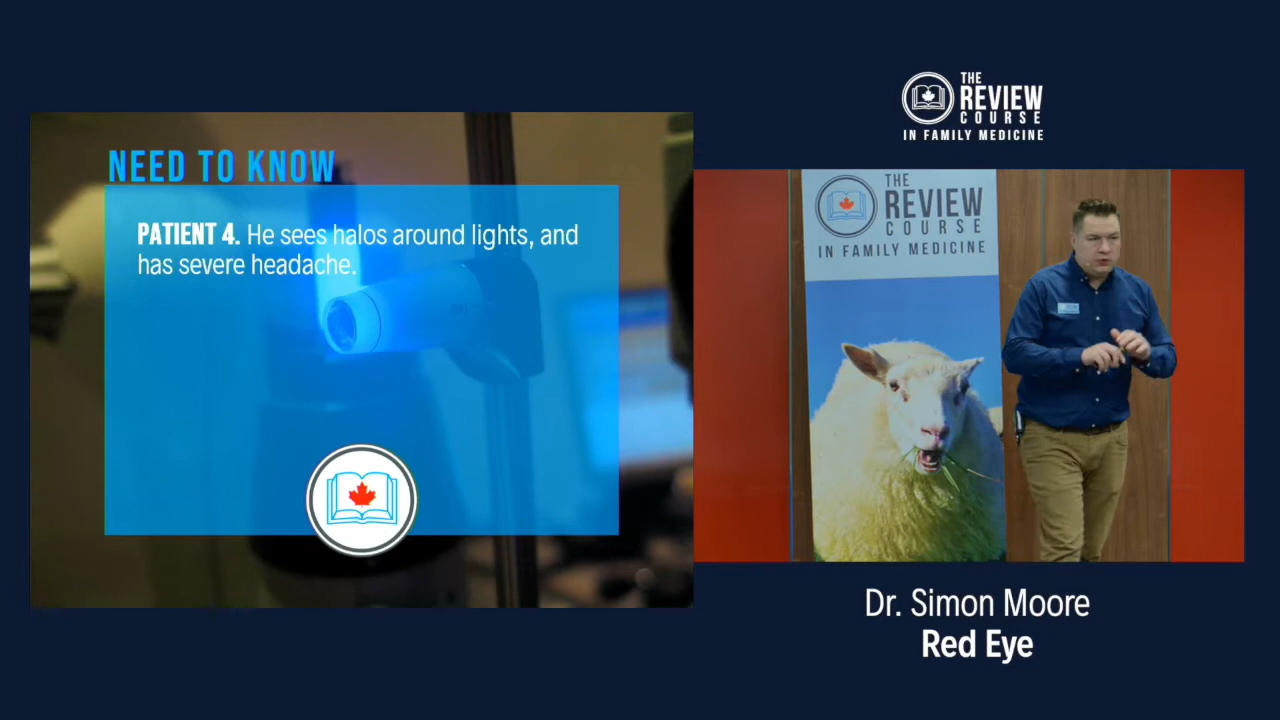 NEED TO KNOW
PATIENT 4. He sees halos around lights, and
has severe headache.
THE
REVIEW
COURSE
IN FAMILY MEDICINE
THE
REVIEW
COURSE
IN FAMILY MEDICINE
Dr. Simon Moore
Red Eye